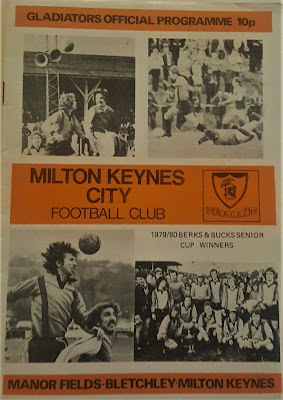 GLADIATORS OFFICIAL PROGRAMME 10p
MILTON KEYNES
CITY
FOOTBALL CLUB
1979/80 BERKS & BUCKS SENIOR
CUP WINNERS
MANOR FIELDS·BLETCHLEY·MILTON KEYNES